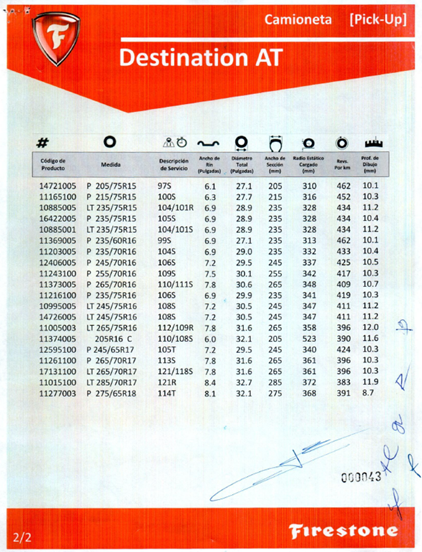 Camioneta [Pick-Up]
F
Destination AT
#
Código de Producto Medida Descripción de Servicio Ancho de Rin (Pulgadas) Diámetro Total (Pulgadas) Ancho de Sección (mm) Radio Estático Cargado (mm) Revs. Por km Prof. de Dibujo (mm)
14721005 P 205/75R15 97S 6.1 27.1 205 310 462 10.1
11165100 P 215/75R15 100S 6.3 27.7 215 316 452 10.3
10885005 LT 235/75R15 104/101R 6.9 28.9 235 328 434 11.2
16422005 P 235/75R15 105S 6.9 28.9 235 328 434 10.4
10885001 LT 235/75R15 104/101S 6.9 28.9 235 328 434 11.2
11369005 P 235/60R16 99S 6.9 27.1 235 313 462 10.1
11203005 P 235/70R16 104S 6.9 29.0 235 332 433 10.4
12406005 P 245/70R16 106S 7.2 29.5 245 337 425 10.5
11243100 P 255/70R16 109S 7.5 30.1 255 342 417 10.3
11373005 P 265/70R16 110/111S 7.8 30.6 265 348 409 10.7
11216100 P 235/75R16 106S 6.9 29.9 235 341 419 10.3
10995005 LT 245/75R16 108S 7.2 30.5 245 347 411 11.2
14726005 LT 245/75R16 108S 7.2 30.5 245 347 411 11.2
11005003 LT 265/75R16 112/109R 7.8 31.6 265 358 396 12.0
11374005 205R16 C 110/108S 6.0 32.1 205 523 390 11.6
12595100 P 245/65R17 105T 7.2 29.5 245 340 424 10.3
11261100 P 265/70R17 113S 7.8 31.6 265 361 396 10.3
17131100 LT 265/70R17 121/118S 7.8 31.6 265 361 396 10.3
11015100 LT 285/70R17 121R 8.4 32.7 285 372 383 11.9
11277003 P 275/65R18 114T 8.1 32.1 275 368 391 8.7
000043
2/2
Firestone